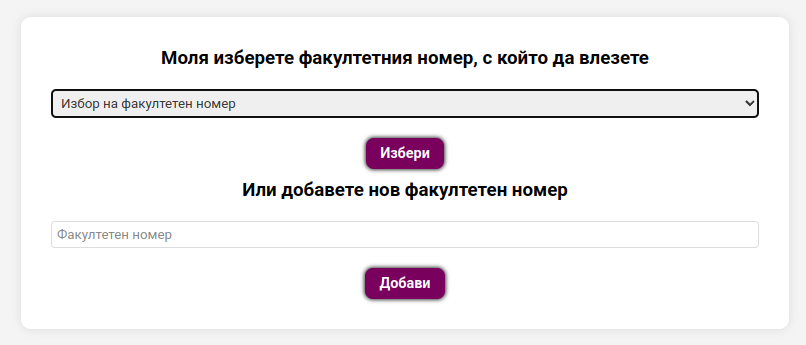 Моля изберете факултетния номер, с който да влезете
Избор на факултетен номер
Избери
Или добавете нов факултетен номер
Факултетен номер
Добави